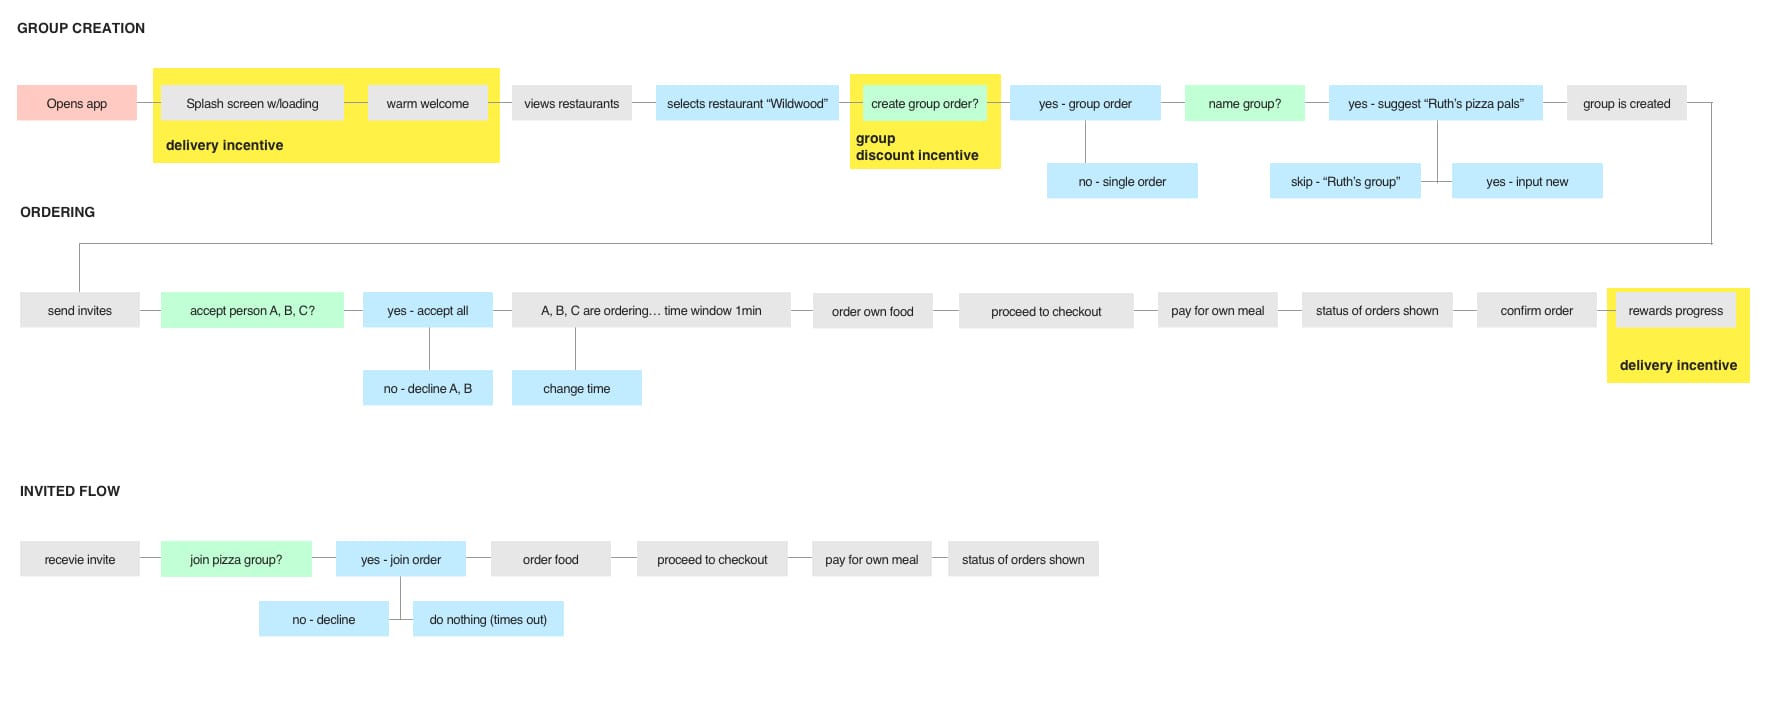 GROUP CREATION
Opens app
Splash screen w/loading
warm welcome
delivery incentive
views restaurants
selects restaurant “Wildwood”
create group order?
group
discount incentive
yes - group order
no - single order
name group?
yes - suggest “Ruth’s pizza pals”
skip - “Ruth’s group”
yes - input new
group is created
ORDERING
send invites
accept person A, B, C?
yes - accept all
no - decline A, B
A, B, C are ordering… time window 1min
change time
order own food
proceed to checkout
pay for own meal
status of orders shown
confirm order
rewards progress
delivery incentive
INVITED FLOW
recevie invite
join pizza group?
yes - join order
no - decline
do nothing (times out)
order food
proceed to checkout
pay for own meal
status of orders shown